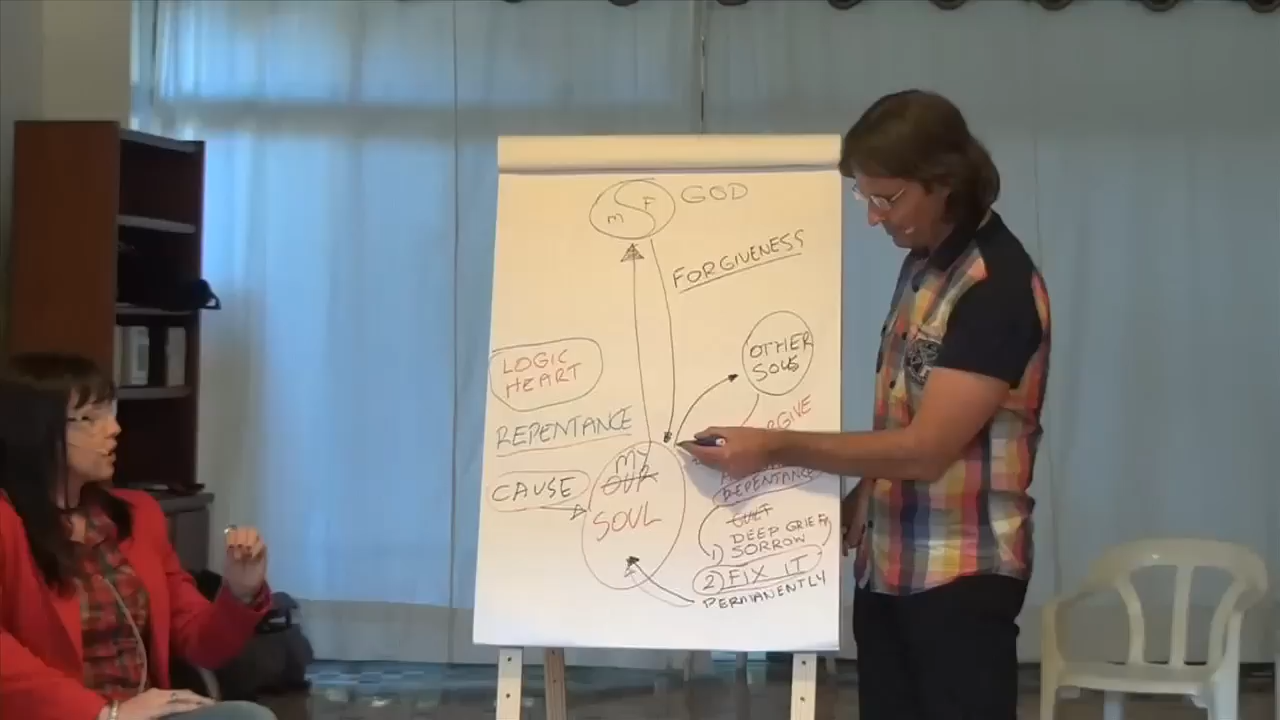 m F GOD
FORGIVENESS
OTHER
SOULS
LOGIC
HEART
REPENTANCE
CAUSE
MY
OUR
SOUL
REPENTANCE
GUILT
DEEP GRIEF
1) SORROW
2) FIX IT
PERMANENTLY